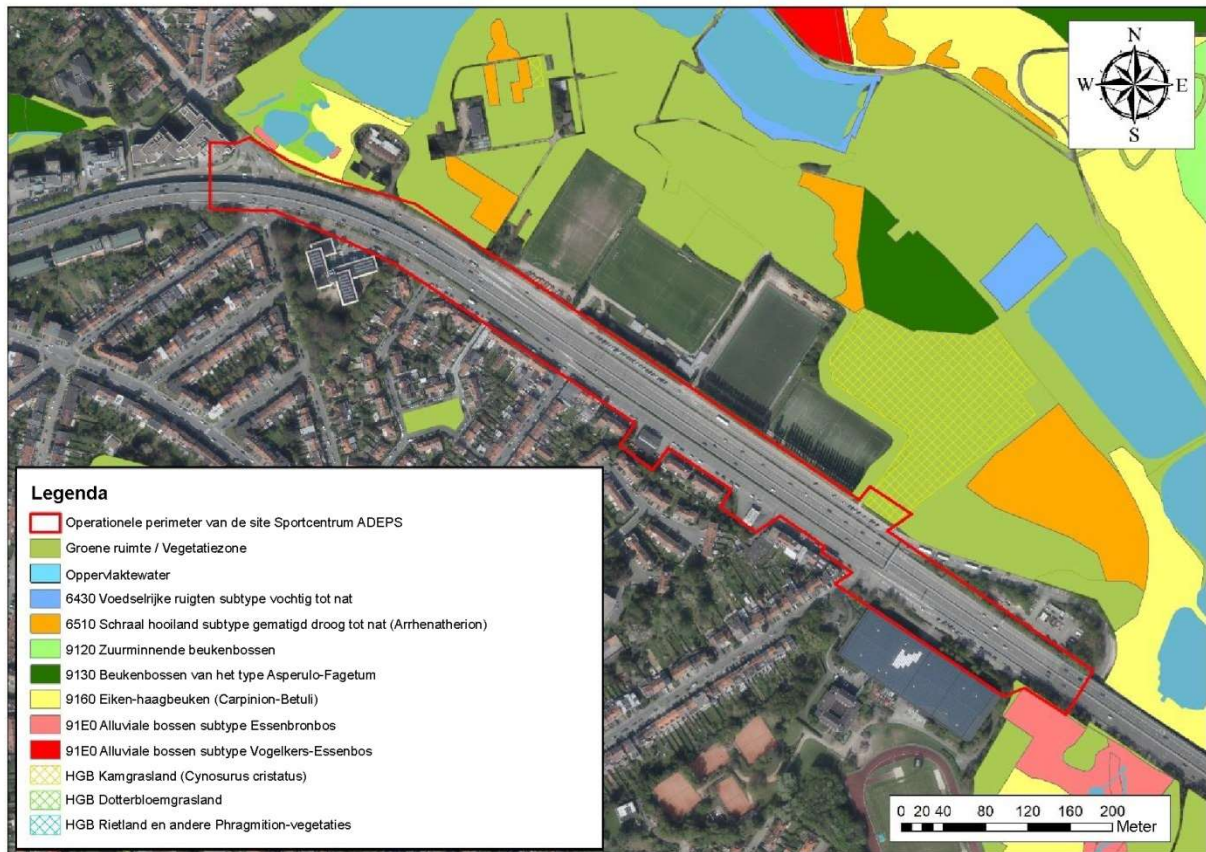 N
W E
S
Legenda
Operationele perimeter van de site Sportcentrum ADEPS
Groene ruimte / Vegetatiezone
Oppervlaktewater
6430 Voedselrijke ruigten subtype vochtig tot nat
6510 Schraal hooiland subtype gematigd droog tot nat (Arrhenatherion)
9120 Zuurminnende beukenbossen
9130 Beukenbossen van het type Asperulo-Fagetum
9160 Eiken-haagbeuken (Carpinion-Betuli)
91E0 Alluviale bossen subtype Essenbronbos
91E0 Alluviale bossen subtype Vogelkers-Essenbos
HGB Kamgrasland (Cynosurus cristatus)
HGB Dotterbloemgrasland
HGB Rietland en andere Phragmition-vegetaties
0 20 40 80 120 160 200
Meter